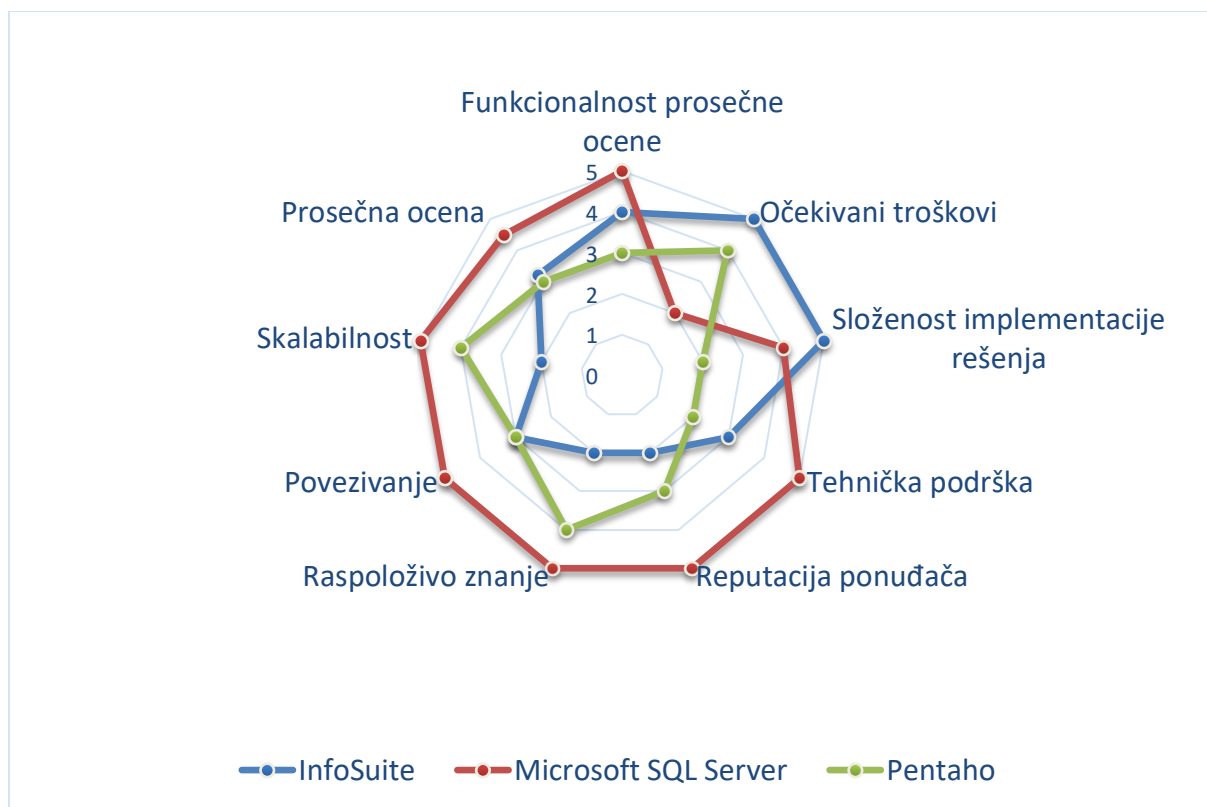 Funkcionalnost prosečne
ocene
5
4
3
2
1
0
Očekivani troškovi
Složenost implementacije
rešenja
Tehnička podrška
Reputacija ponuđača
Raspoloživo znanje
Povezivanje
Skalabilnost
Prosečna ocena
InfoSuite
Microsoft SQL Server
Pentaho